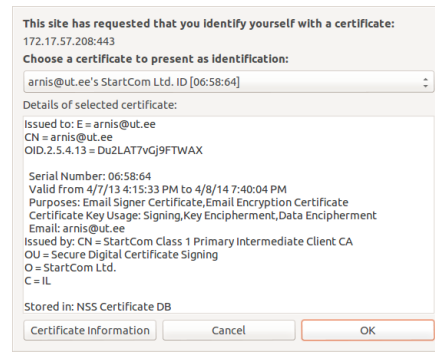 This site has requested that you identify yourself with a certificate:
172.17.57.208:443
Choose a certificate to present as identification:
arnis@ut.ee's StartCom Ltd. ID [06:58:64]
Details of selected certificate:
Issued to: E = arnis@ut.ee
CN = arnis@ut.ee
OID.2.5.4.13 = Du2LAT7vGj9FTWAX
Serial Number: 06:58:64
Valid from 4/7/13 4:15:33 PM to 4/8/14 7:40:04 PM
Purposes: Email Signer Certificate,Email Encryption Certificate
Certificate Key Usage: Signing,Key Encipherment,Data Encipherment
Email: arnis@ut.ee
Issued by: CN = StartCom Class 1 Primary Intermediate Client CA
OU = Secure Digital Certificate Signing
O = StartCom Ltd.
C = IL
Stored in: NSS Certificate DB
Certificate Information Cancel OK